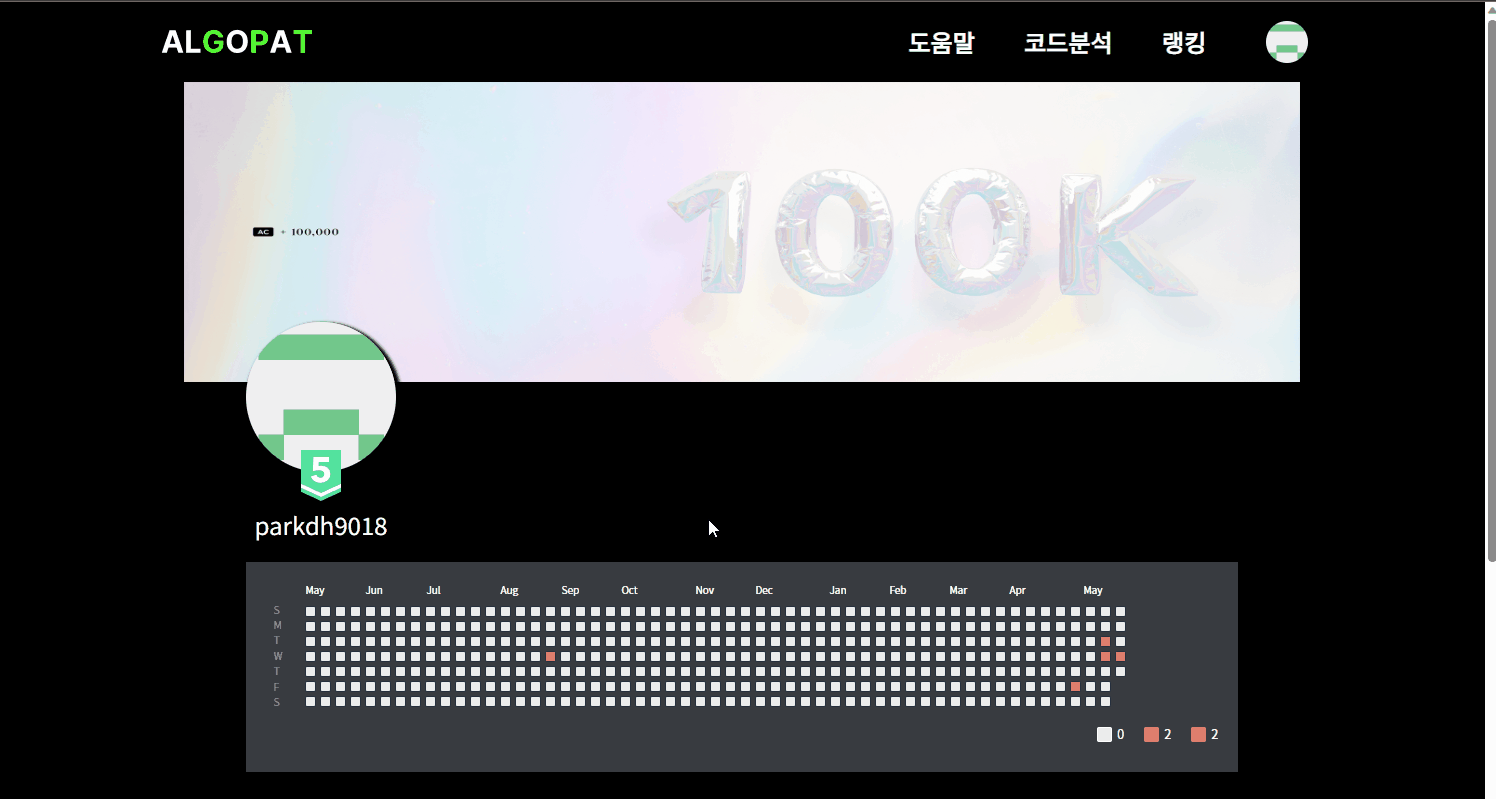 ALGOPAT 도움말 코드분석 랭킹
100K
AC + 100,000
5
parkdh9018
May Jun Jul Aug Sep Oct Nov Dec Jan Feb Mar Apr May
S
M
T
W
T
F
S
0 2 2